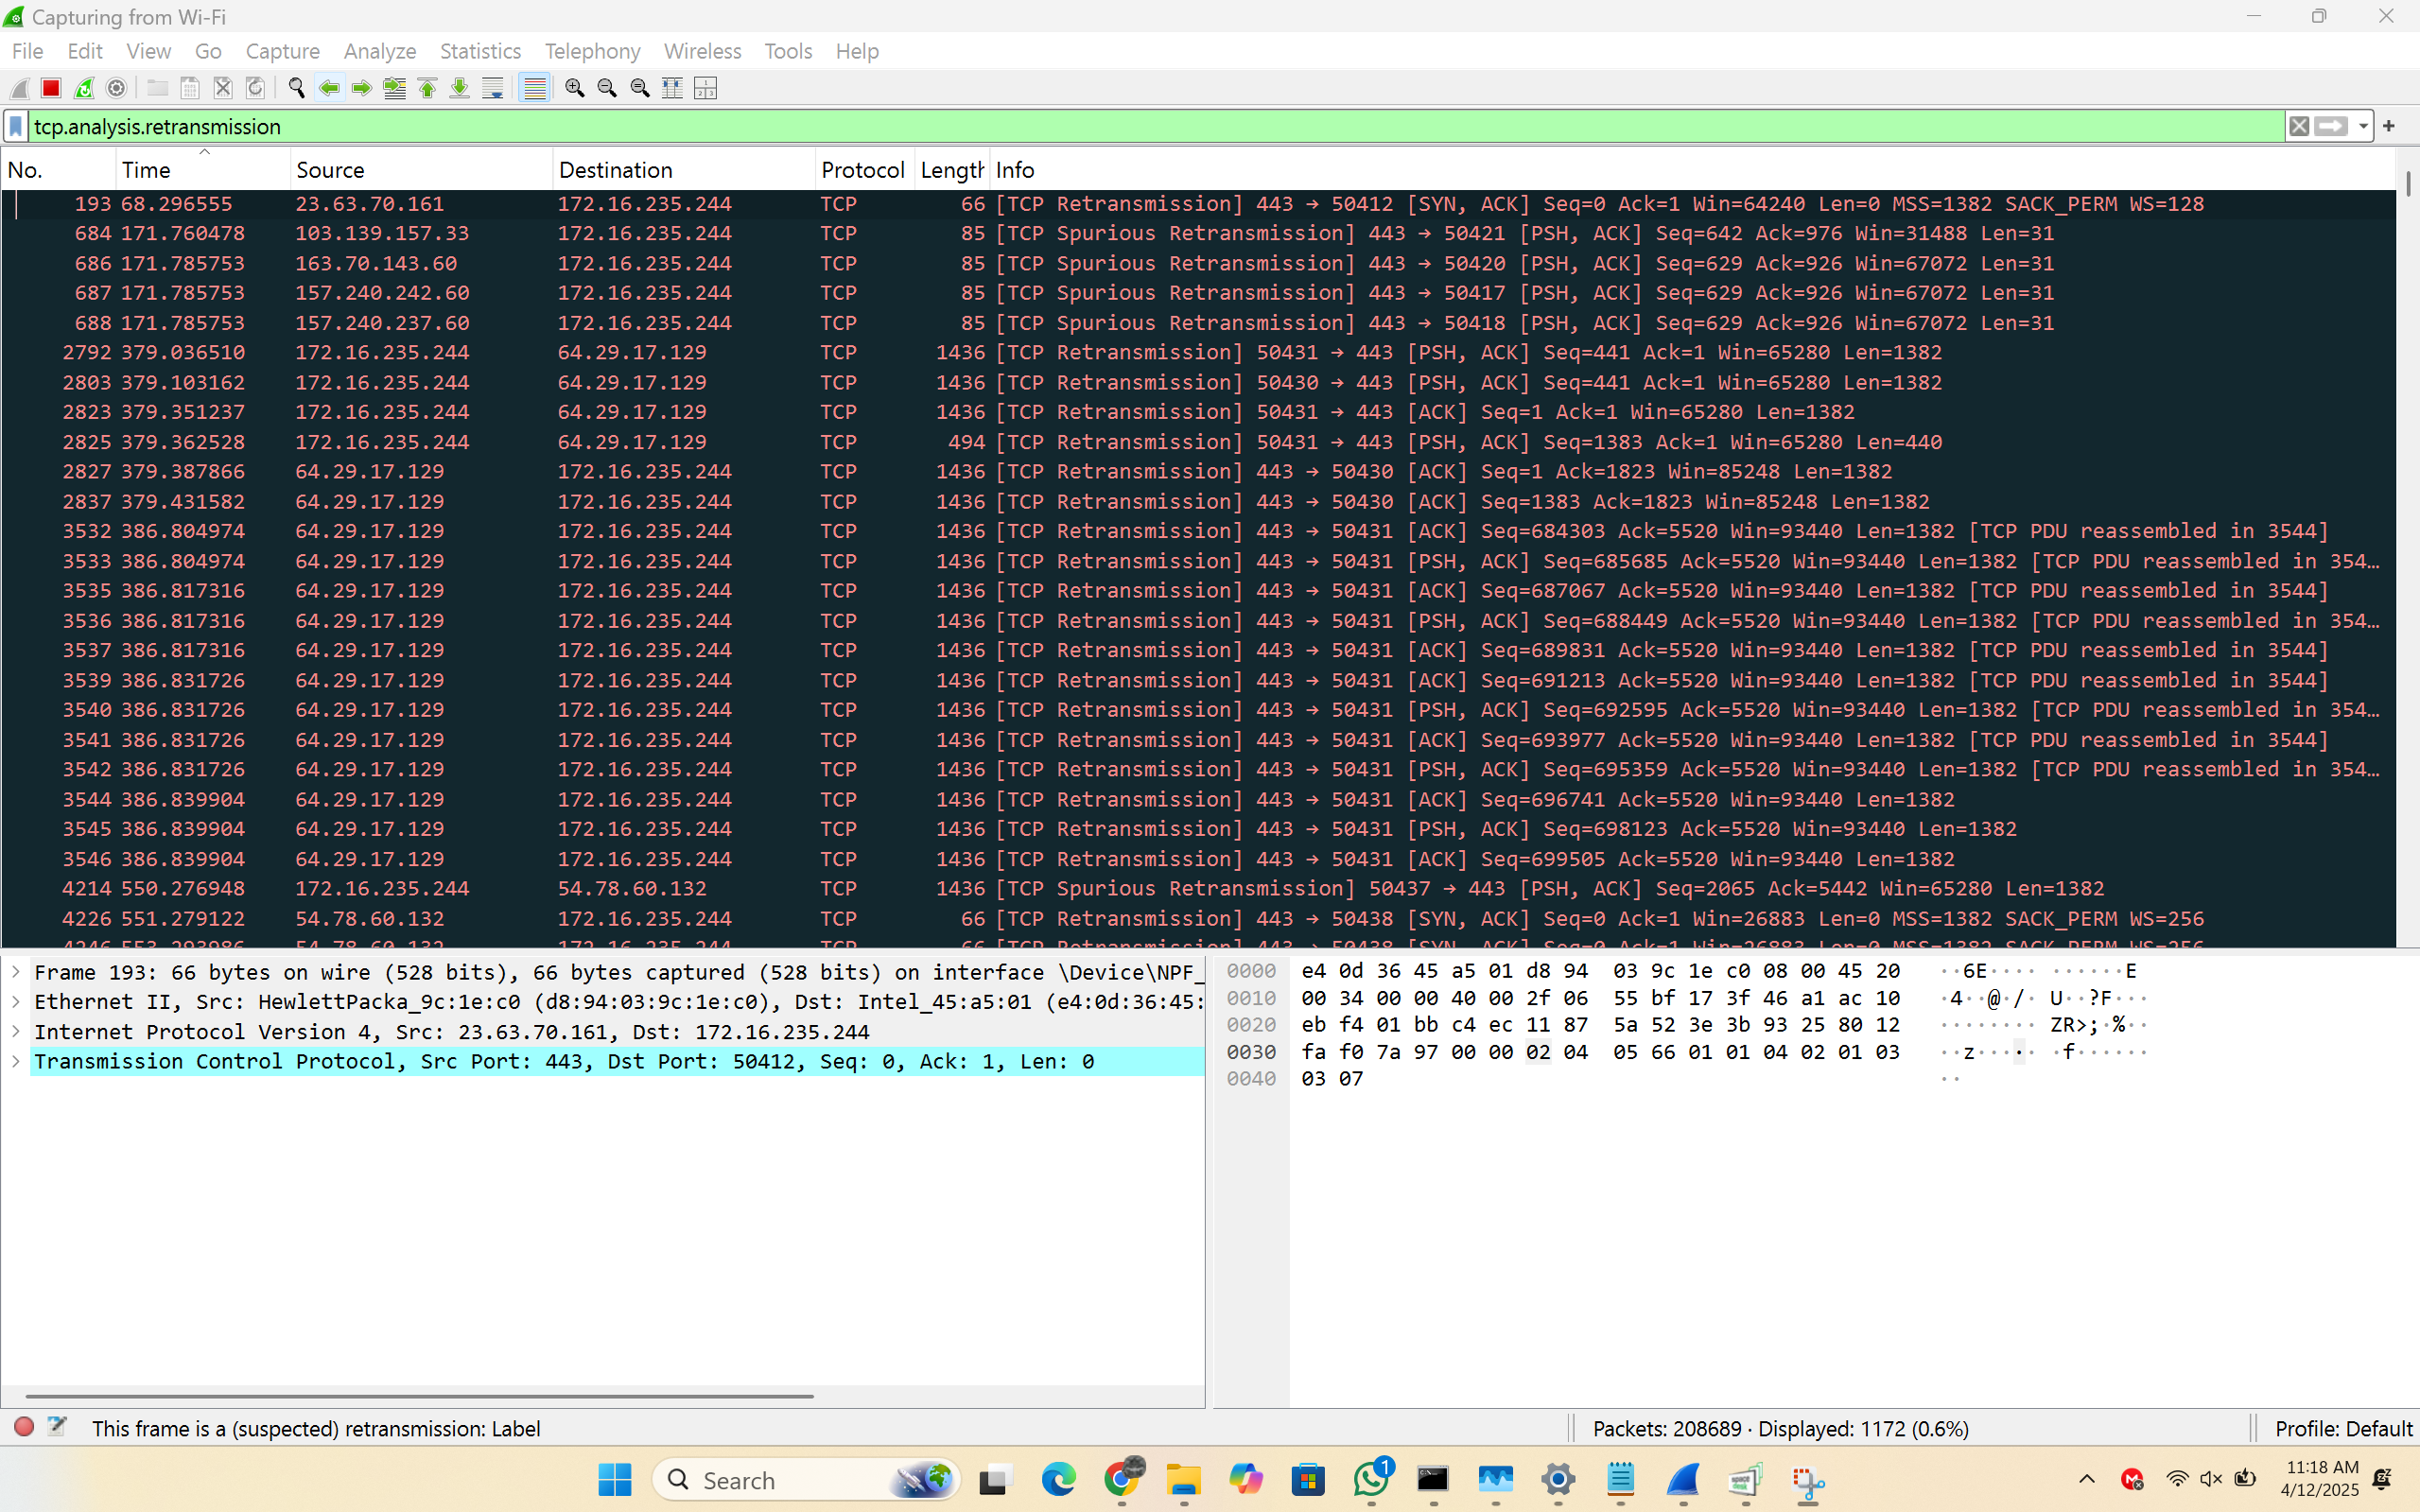 Capturing from Wi-Fi
File Edit View Go Capture Analyze Statistics Telephony Wireless Tools Help
tcp.analysis.retransmission
No. Time Source Destination Protocol Length Info
193 68.296555 23.63.70.161 172.16.235.244 TCP 66 [TCP Retransmission] 443 → 50412 [SYN, ACK] Seq=0 Ack=1 Win=64240 Len=0 MSS=1382 SACK_PERM WS=128
684 171.760478 103.139.157.33 172.16.235.244 TCP 85 [TCP Spurious Retransmission] 443 → 50421 [PSH, ACK] Seq=642 Ack=976 Win=31488 Len=31
686 171.785753 163.70.143.60 172.16.235.244 TCP 85 [TCP Spurious Retransmission] 443 → 50420 [PSH, ACK] Seq=629 Ack=926 Win=67072 Len=31
687 171.785753 157.240.242.60 172.16.235.244 TCP 85 [TCP Spurious Retransmission] 443 → 50417 [PSH, ACK] Seq=629 Ack=926 Win=67072 Len=31
688 171.785753 157.240.237.60 172.16.235.244 TCP 85 [TCP Spurious Retransmission] 443 → 50418 [PSH, ACK] Seq=629 Ack=926 Win=67072 Len=31
2792 379.036510 172.16.235.244 64.29.17.129 TCP 1436 [TCP Retransmission] 50431 → 443 [PSH, ACK] Seq=441 Ack=1 Win=65280 Len=1382
2803 379.103162 172.16.235.244 64.29.17.129 TCP 1436 [TCP Retransmission] 50430 → 443 [PSH, ACK] Seq=441 Ack=1 Win=65280 Len=1382
2823 379.351237 172.16.235.244 64.29.17.129 TCP 1436 [TCP Retransmission] 50431 → 443 [ACK] Seq=1 Ack=1 Win=65280 Len=1382
2825 379.362528 172.16.235.244 64.29.17.129 TCP 494 [TCP Retransmission] 50431 → 443 [PSH, ACK] Seq=1383 Ack=1 Win=65280 Len=440
2827 379.387866 64.29.17.129 172.16.235.244 TCP 1436 [TCP Retransmission] 443 → 50430 [ACK] Seq=1 Ack=1823 Win=85248 Len=1382
2837 379.431582 64.29.17.129 172.16.235.244 TCP 1436 [TCP Retransmission] 443 → 50430 [ACK] Seq=1383 Ack=1823 Win=85248 Len=1382
3532 386.804974 64.29.17.129 172.16.235.244 TCP 1436 [TCP Retransmission] 443 → 50431 [ACK] Seq=684303 Ack=5520 Win=93440 Len=1382 [TCP PDU reassembled in 3544]
3533 386.804974 64.29.17.129 172.16.235.244 TCP 1436 [TCP Retransmission] 443 → 50431 [PSH, ACK] Seq=685685 Ack=5520 Win=93440 Len=1382 [TCP PDU reassembled in 354…
3535 386.817316 64.29.17.129 172.16.235.244 TCP 1436 [TCP Retransmission] 443 → 50431 [ACK] Seq=687067 Ack=5520 Win=93440 Len=1382 [TCP PDU reassembled in 3544]
3536 386.817316 64.29.17.129 172.16.235.244 TCP 1436 [TCP Retransmission] 443 → 50431 [PSH, ACK] Seq=688449 Ack=5520 Win=93440 Len=1382 [TCP PDU reassembled in 354…
3537 386.817316 64.29.17.129 172.16.235.244 TCP 1436 [TCP Retransmission] 443 → 50431 [ACK] Seq=689831 Ack=5520 Win=93440 Len=1382 [TCP PDU reassembled in 3544]
3539 386.831726 64.29.17.129 172.16.235.244 TCP 1436 [TCP Retransmission] 443 → 50431 [ACK] Seq=691213 Ack=5520 Win=93440 Len=1382 [TCP PDU reassembled in 3544]
3540 386.831726 64.29.17.129 172.16.235.244 TCP 1436 [TCP Retransmission] 443 → 50431 [PSH, ACK] Seq=692595 Ack=5520 Win=93440 Len=1382 [TCP PDU reassembled in 354…
3541 386.831726 64.29.17.129 172.16.235.244 TCP 1436 [TCP Retransmission] 443 → 50431 [ACK] Seq=693977 Ack=5520 Win=93440 Len=1382 [TCP PDU reassembled in 3544]
3542 386.831726 64.29.17.129 172.16.235.244 TCP 1436 [TCP Retransmission] 443 → 50431 [PSH, ACK] Seq=695359 Ack=5520 Win=93440 Len=1382 [TCP PDU reassembled in 354…
3544 386.839904 64.29.17.129 172.16.235.244 TCP 1436 [TCP Retransmission] 443 → 50431 [ACK] Seq=696741 Ack=5520 Win=93440 Len=1382
3545 386.839904 64.29.17.129 172.16.235.244 TCP 1436 [TCP Retransmission] 443 → 50431 [PSH, ACK] Seq=698123 Ack=5520 Win=93440 Len=1382
3546 386.839904 64.29.17.129 172.16.235.244 TCP 1436 [TCP Retransmission] 443 → 50431 [ACK] Seq=699505 Ack=5520 Win=93440 Len=1382
4214 550.276948 172.16.235.244 54.78.60.132 TCP 1436 [TCP Spurious Retransmission] 50437 → 443 [PSH, ACK] Seq=2065 Ack=5442 Win=65280 Len=1382
4226 551.279122 54.78.60.132 172.16.235.244 TCP 66 [TCP Retransmission] 443 → 50438 [SYN, ACK] Seq=0 Ack=1 Win=26883 Len=0 MSS=1382 SACK_PERM WS=256
4246 553.293986 54.78.60.132 172.16.235.244 TCP 66 [TCP Retransmission] 443 → 50438 [SYN, ACK] Seq=0 Ack=1 Win=26883 Len=0 MSS=1382 SACK_PERM WS=256
Frame 193: 66 bytes on wire (528 bits), 66 bytes captured (528 bits) on interface \Device\NPF_
Ethernet II, Src: HewlettPacka_9c:1e:c0 (d8:94:03:9c:1e:c0), Dst: Intel_45:a5:01 (e4:0d:36:45:
Internet Protocol Version 4, Src: 23.63.70.161, Dst: 172.16.235.244
Transmission Control Protocol, Src Port: 443, Dst Port: 50412, Seq: 0, Ack: 1, Len: 0
0000 e4 0d 36 45 a5 01 d8 94 03 9c 1e c0 08 00 45 20 ··6E···· ······E
0010 00 34 00 00 40 00 2f 06 55 bf 17 3f 46 a1 ac 10 ·4··@·/· U··?F···
0020 eb f4 01 bb c4 ec 11 87 5a 52 3e 3b 93 25 80 12 ········ ZR>;·%··
0030 fa f0 7a 97 00 00 02 04 05 66 01 01 04 02 01 03 ··z····· ·f······
0040 03 07 ··
This frame is a (suspected) retransmission: Label
Packets: 208689 · Displayed: 1172 (0.6%)
Profile: Default
Search
1
11:18 AM
4/12/2025